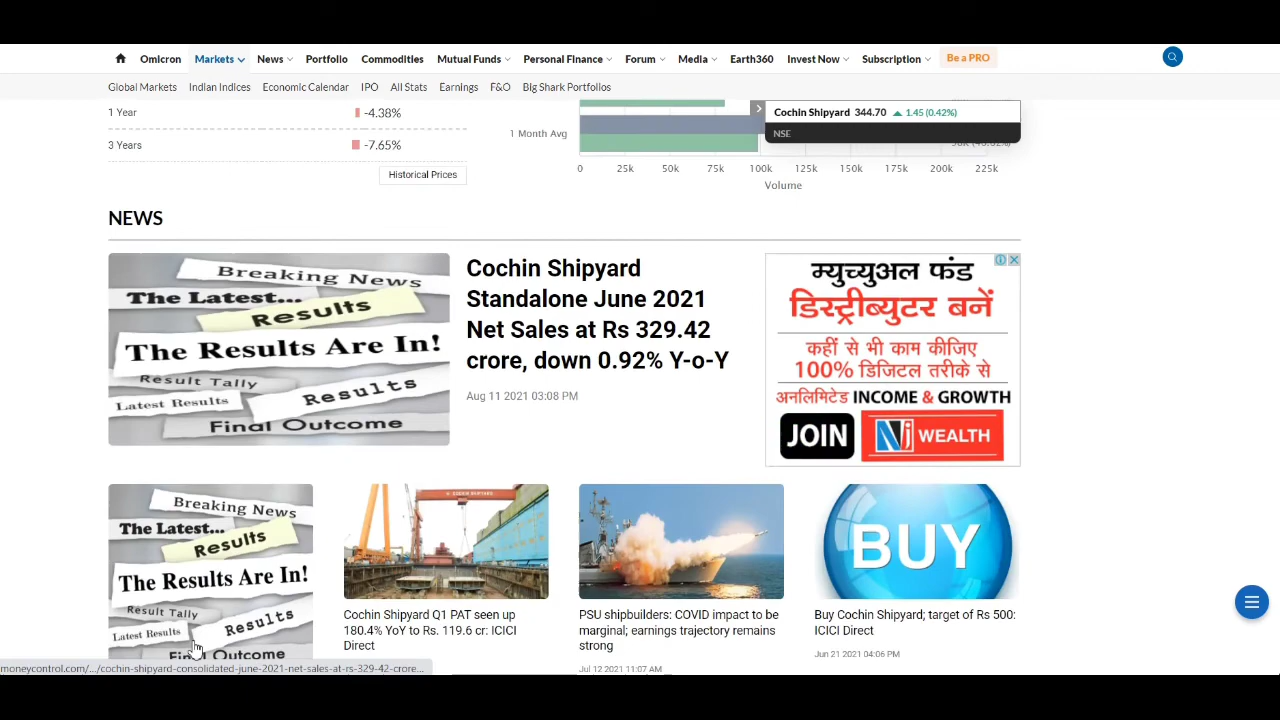 Omicron Markets News Portfolio Commodities Mutual Funds Personal Finance Forum Media Earth360 Invest Now Subscription Be a PRO
Global Markets Indian Indices Economic Calendar IPO All Stats Earnings F&O Big Shark Portfolios
1 Year -4.38%
3 Years -7.65%
Historical Prices
1 Month Avg
Cochin Shipyard 344.70 1.45 (0.42%)
NSE
0 25k 50k 75k 100k 125k 150k 175k 200k 225k
Volume
NEWS
Breaking News
The Latest...
Results
The Results Are In!
Result Tally
Latest Results
Results
Final Outcome
Cochin Shipyard
Standalone June 2021
Net Sales at Rs 329.42
crore, down 0.92% Y-o-Y
Aug 11 2021 03:08 PM
म्युच्युअल फंड
डिस्ट्रीब्युटर बनें
कहीं से भी काम कीजिए
100% डिजिटल तरीके से
अनलिमिटेड INCOME & GROWTH
JOIN NJ WEALTH
Breaking News
The Latest...
Results
The Results Are In!
Result Tally
Latest Results
Results
Final Outcome
COCHIN SHIPYARD
Cochin Shipyard Q1 PAT seen up
180.4% YoY to Rs. 119.6 cr: ICICI
Direct
PSU shipbuilders: COVID impact to be
marginal; earnings trajectory remains
strong
Jul 12 2021 11:07 AM
BUY
Buy Cochin Shipyard; target of Rs 500:
ICICI Direct
Jun 21 2021 04:06 PM
moneycontrol.com/.../cochin-shipyard-consolidated-june-2021-net-sales-at-rs-329-42-crore...